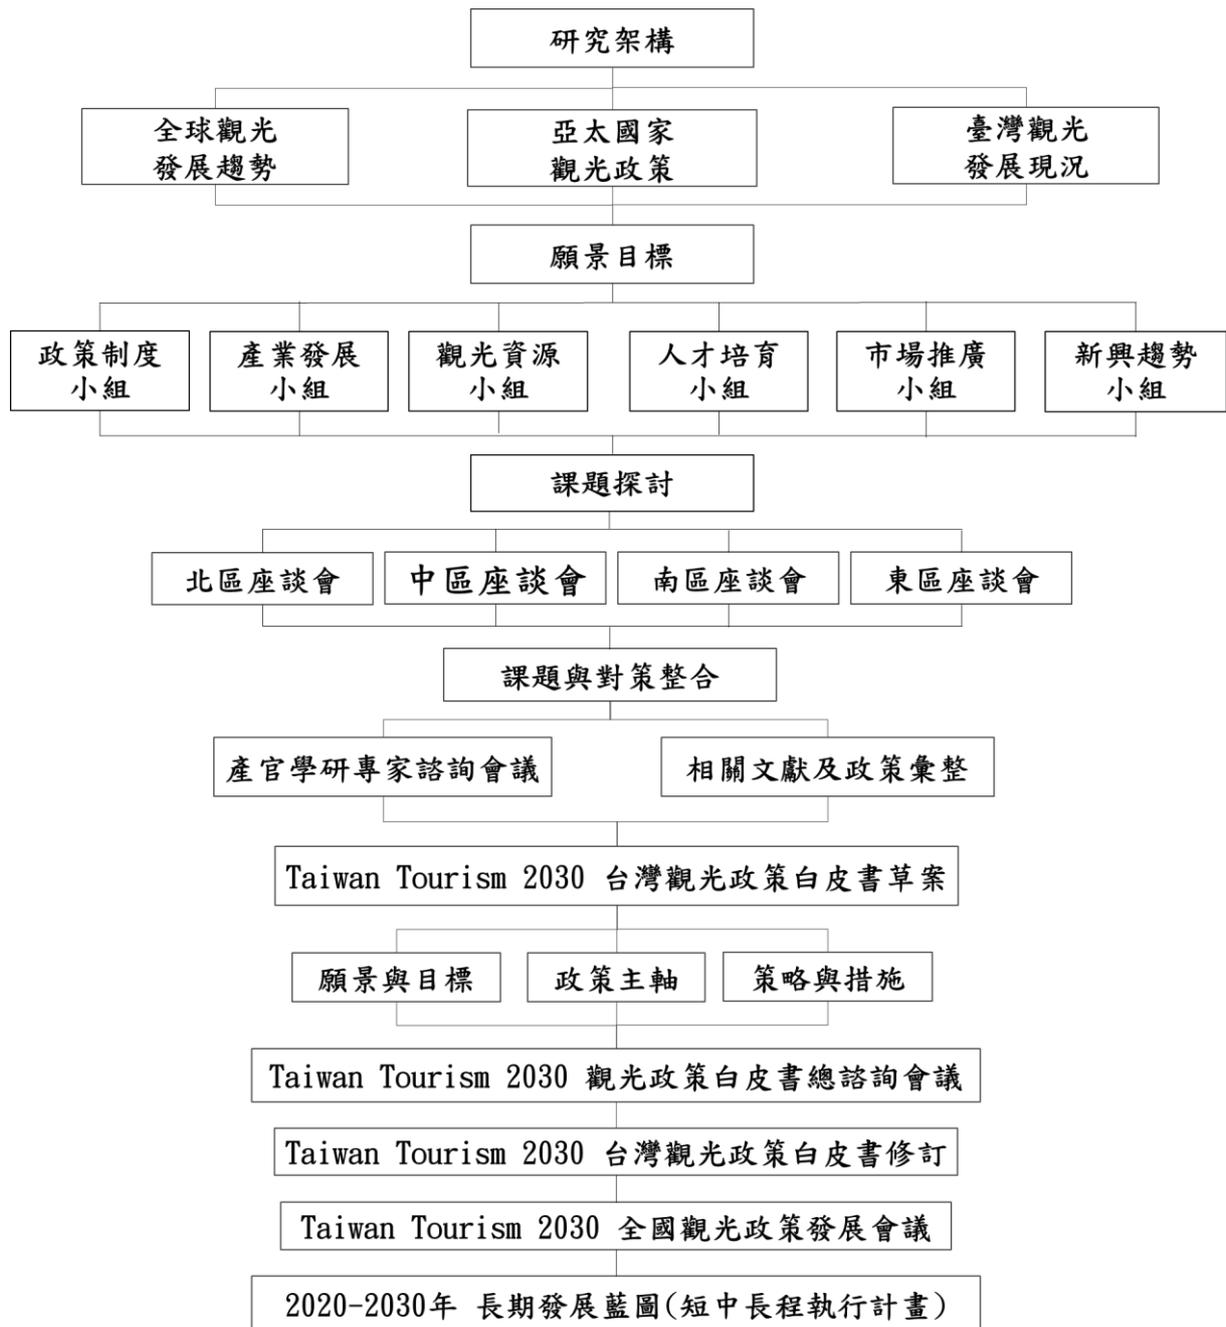 研究架構
全球觀光
發展趨勢
亞太國家
觀光政策
臺灣觀光
發展現況
願景目標
政策制度
小組
產業發展
小組
觀光資源
小組
人才培育
小組
市場推廣
小組
新興趨勢
小組
課題探討
北區座談會
中區座談會
南區座談會
東區座談會
課題與對策整合
產官學研專家諮詢會議
相關文獻及政策彙整
Taiwan Tourism 2030 台灣觀光政策白皮書草案
願景與目標
政策主軸
策略與措施
Taiwan Tourism 2030 觀光政策白皮書總諮詢會議
Taiwan Tourism 2030 台灣觀光政策白皮書修訂
Taiwan Tourism 2030 全國觀光政策發展會議
2020-2030年 長期發展藍圖(短中長程執行計畫)